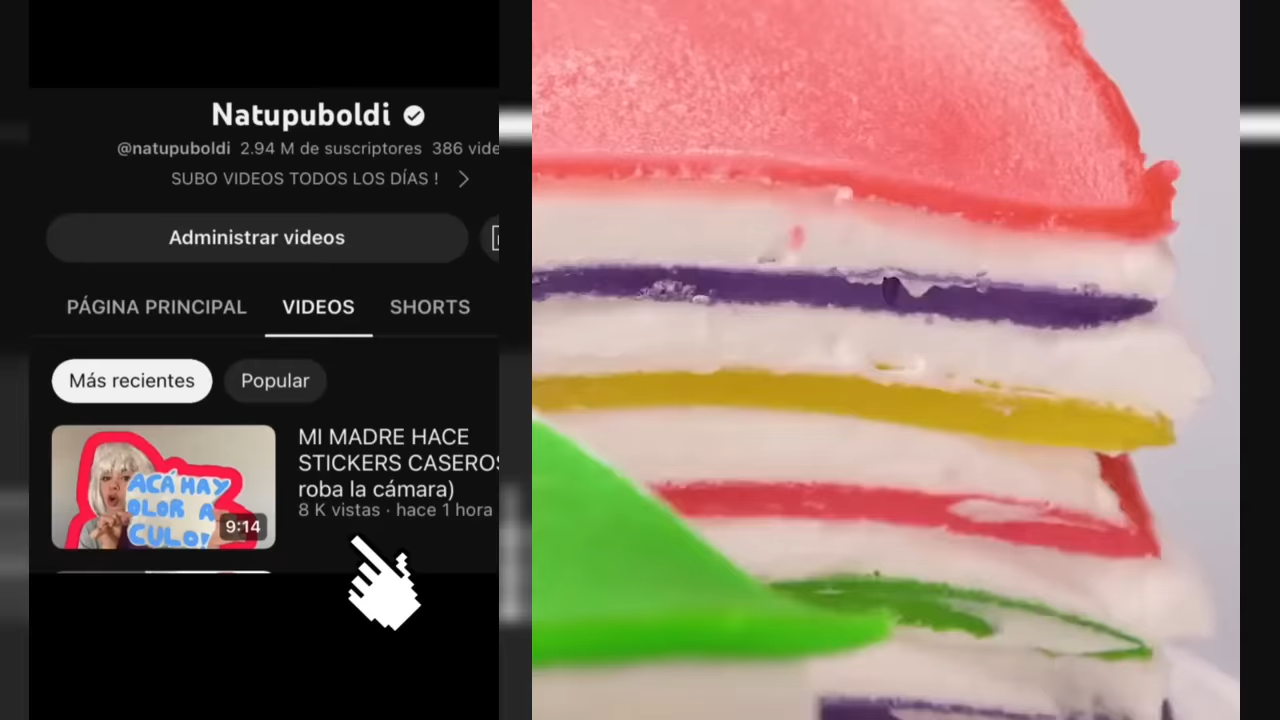 Natupuboldi
@natupuboldi 2.94 M de suscriptores 386 vide
SUBO VIDEOS TODOS LOS DÍAS !
Administrar videos
PÁGINA PRINCIPAL VIDEOS SHORTS
Más recientes Popular
MI MADRE HACE
STICKERS CASEROS
roba la cámara)
8 K vistas · hace 1 hora
ACÁ HAY
OLOR A
CULO!
9:14